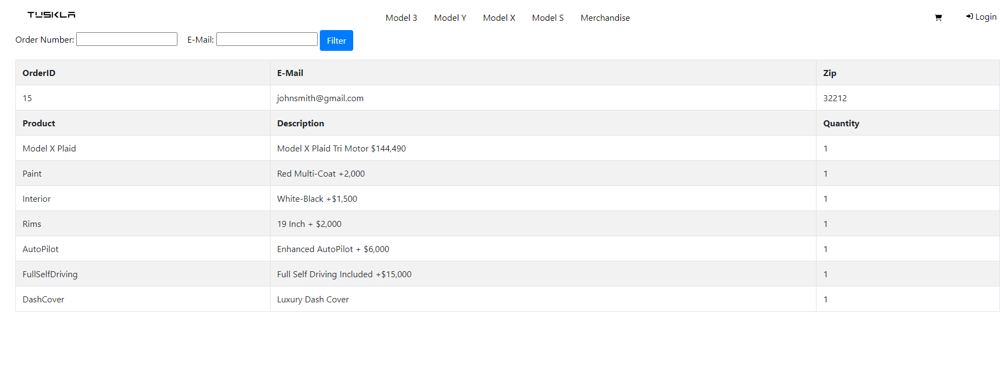 TUSKLA Model 3 Model Y Model X Model S Merchandise Login
Order Number: E-Mail: Filter
OrderID E-Mail Zip
15 johnsmith@gmail.com 32212
Product Description Quantity
Model X Plaid Model X Plaid Tri Motor $144,490 1
Paint Red Multi-Coat +2,000 1
Interior White-Black +$1,500 1
Rims 19 Inch + $2,000 1
AutoPilot Enhanced AutoPilot + $6,000 1
FullSelfDriving Full Self Driving Included +$15,000 1
DashCover Luxury Dash Cover 1